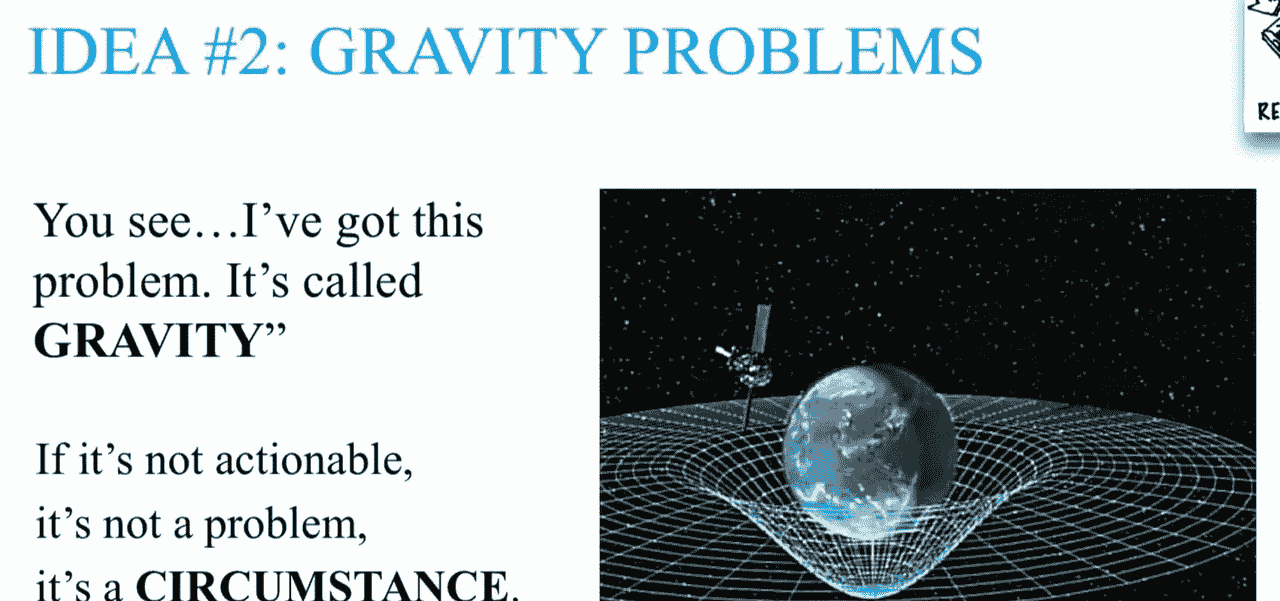 IDEA #2: GRAVITY PROBLEMS
You see…I’ve got this
problem. It’s called
GRAVITY”
If it’s not actionable,
it’s not a problem,
it’s a CIRCUMSTANCE.